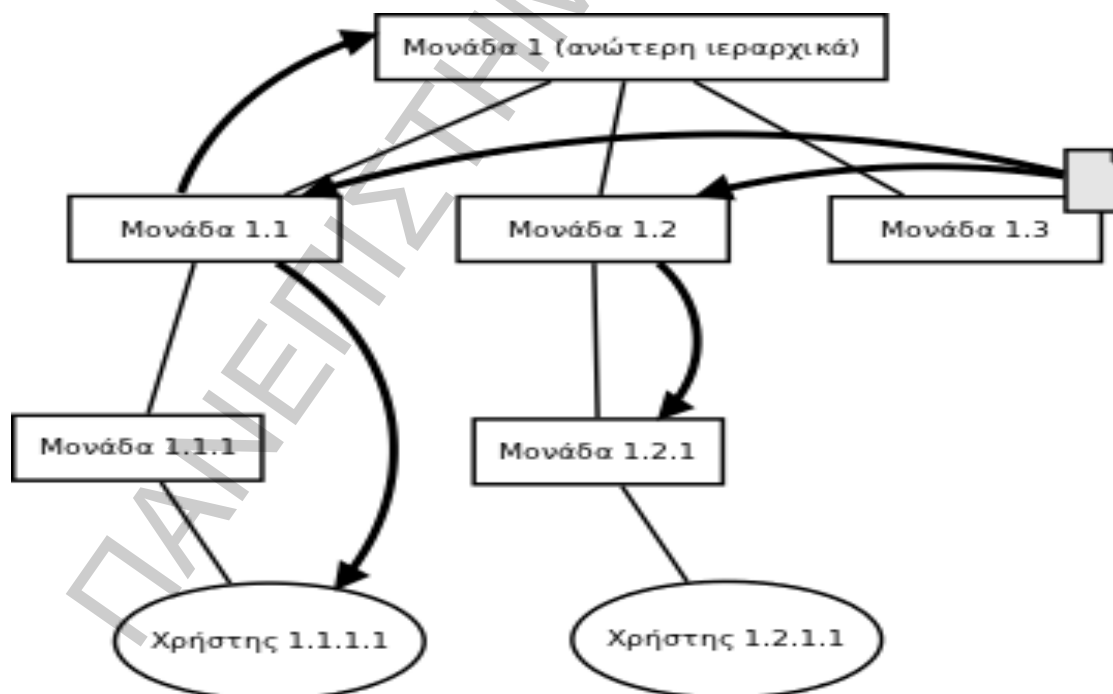 Μονάδα 1 (ανώτερη ιεραρχικά)
Μονάδα 1.1
Μονάδα 1.2
Μονάδα 1.3
Μονάδα 1.1.1
Μονάδα 1.2.1
Χρήστης 1.1.1.1
Χρήστης 1.2.1.1